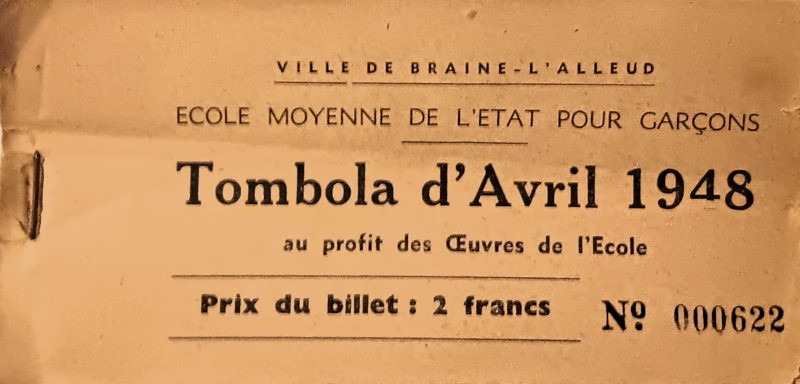 VILLE DE BRAINE-L'ALLEUD
ECOLE MOYENNE DE L'ETAT POUR GARÇONS
Tombola d'Avril 1948
au profit des Œuvres de l'Ecole
Prix du billet : 2 francs
Nº 000622